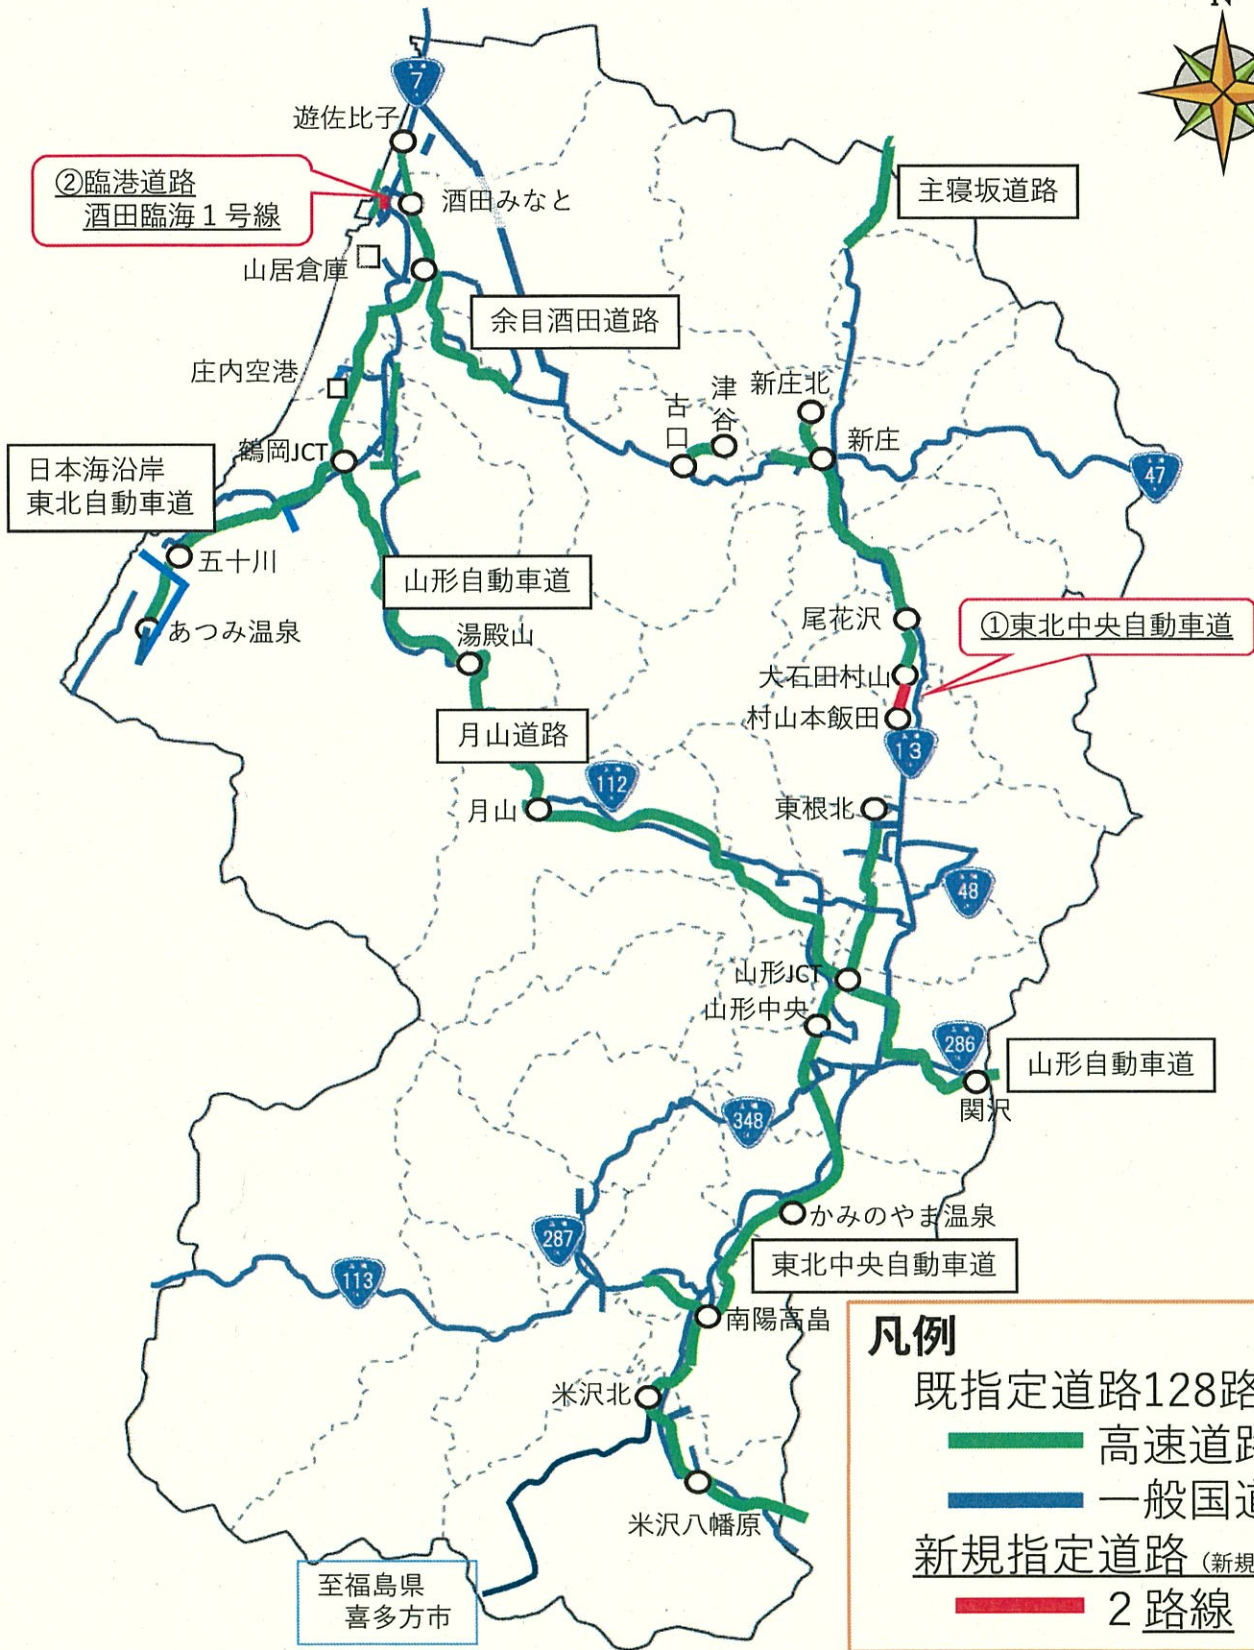 N
7
遊佐比子
②臨港道路
酒田臨海1号線
酒田みなと
主寝坂道路
山居倉庫
余目酒田道路
庄内空港
古口
津谷
新庄北
新庄
鶴岡JCT
47
日本海沿岸
東北自動車道
五十川
山形自動車道
あつみ温泉
湯殿山
尾花沢
①東北中央自動車道
大石田村山
村山本飯田
13
月山道路
112
月山
東根北
48
山形JCT
山形中央
286
山形自動車道
関沢
348
かみのやま温泉
287
東北中央自動車道
113
南陽高畠
米沢北
米沢八幡原
至福島県
喜多方市
凡例
既指定道路128路
高速道路
一般国道
新規指定道路(新規
2路線